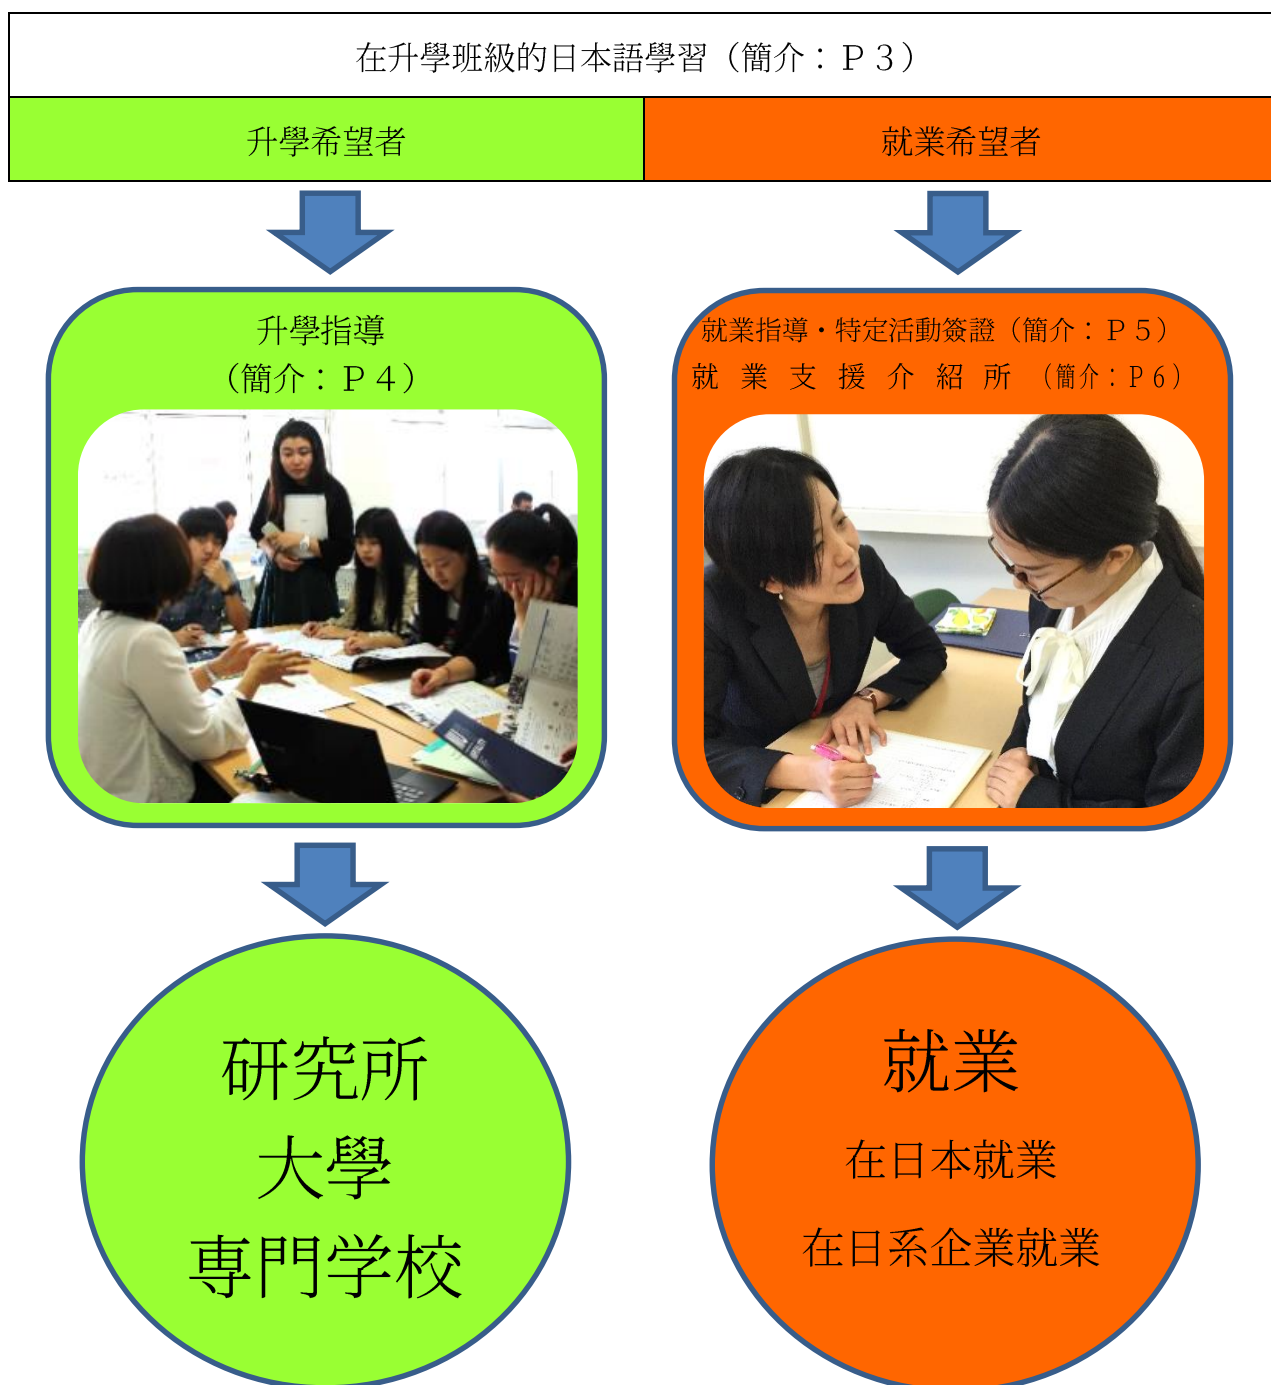 在升學班級的日本語學習（簡介：Ｐ３）
升學希望者
就業希望者
升學指導
（簡介：Ｐ４）
就業指導・特定活動簽證（簡介：Ｐ５）
就業支援介紹所（簡介：Ｐ６）
研究所
大學
専門学校
就業
在日本就業
在日系企業就業